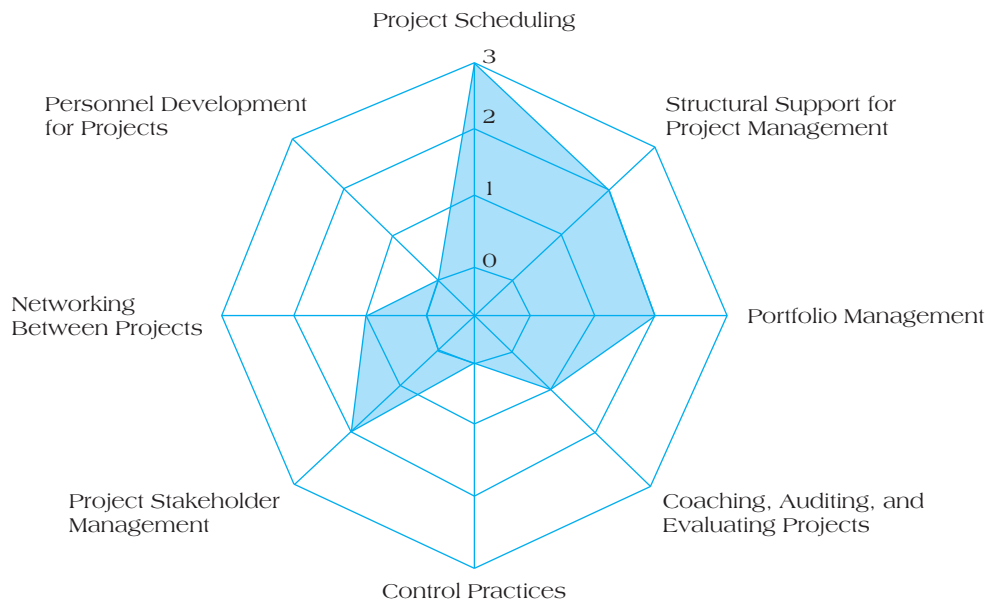 Project Scheduling
3
Personnel Development
for Projects
Structural Support for
Project Management
2
1
0
Networking
Between Projects
Portfolio Management
Project Stakeholder
Management
Coaching, Auditing, and
Evaluating Projects
Control Practices